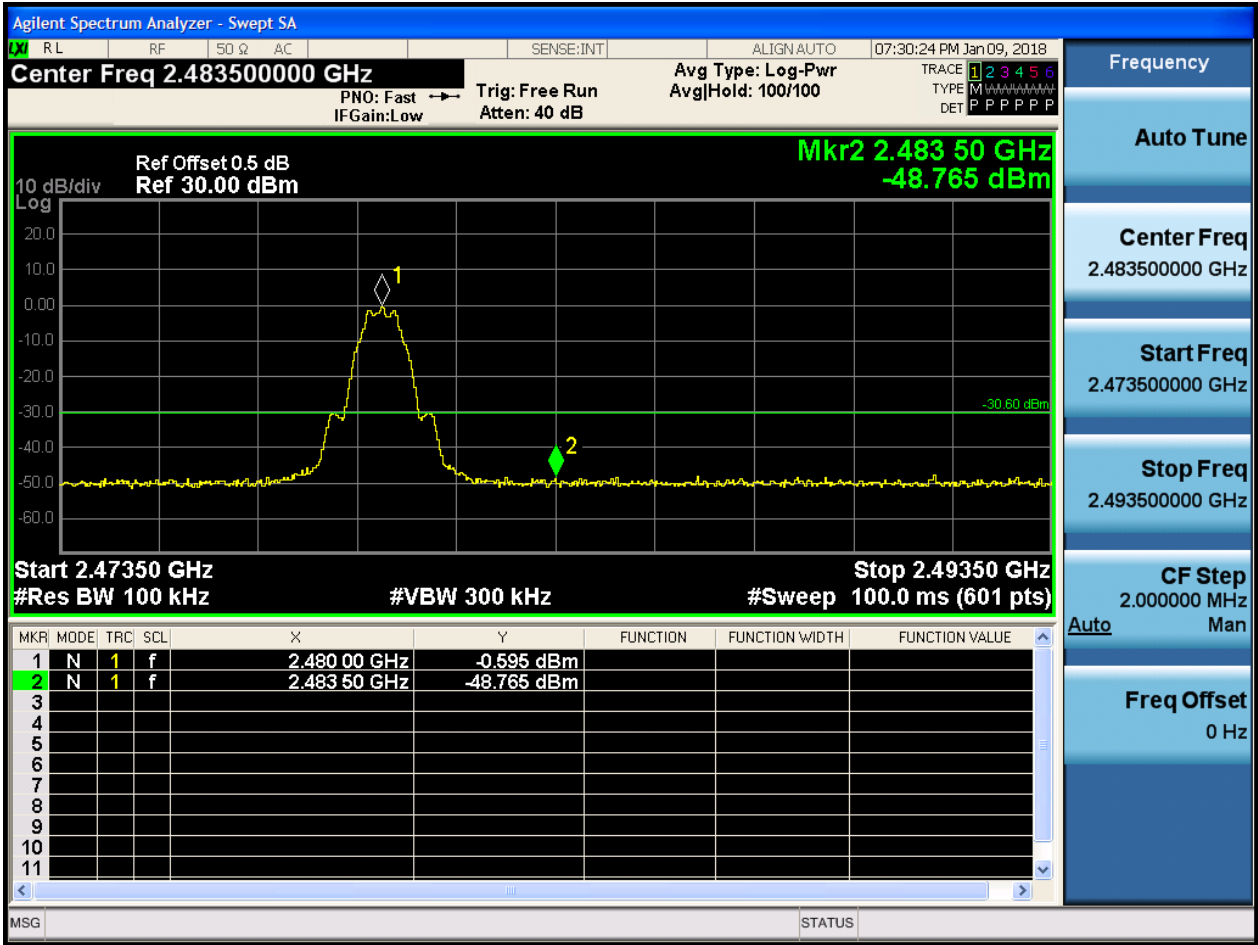 Agilent Spectrum Analyzer - Swept SA
LXI RL RF 50 Ω AC SENSE:INT ALIGN AUTO 07:30:24 PM Jan 09, 2018
Center Freq 2.483500000 GHz
PNO: Fast
IFGain:Low
Trig: Free Run
Atten: 40 dB
Avg Type: Log-Pwr
Avg|Hold: 100/100
TRACE 1 2 3 4 5 6
TYPE M
DET P P P P P P
Mkr2 2.483 50 GHz
-48.765 dBm
Ref Offset 0.5 dB
10 dB/div Ref 30.00 dBm
Log
20.0
10.0
0.00
-10.0
-20.0
-30.0
-40.0
-50.0
-60.0
1
-30.60 dBm
2
Start 2.47350 GHz Stop 2.49350 GHz
#Res BW 100 kHz #VBW 300 kHz #Sweep 100.0 ms (601 pts)
MKR MODE TRC SCL X Y FUNCTION FUNCTION WIDTH FUNCTION VALUE
1 N 1 f 2.480 00 GHz -0.595 dBm
2 N 1 f 2.483 50 GHz -48.765 dBm
3
4
5
6
7
8
9
10
11
MSG STATUS
Frequency
Auto Tune
Center Freq
2.483500000 GHz
Start Freq
2.473500000 GHz
Stop Freq
2.493500000 GHz
CF Step
2.000000 MHz
Auto Man
Freq Offset
0 Hz